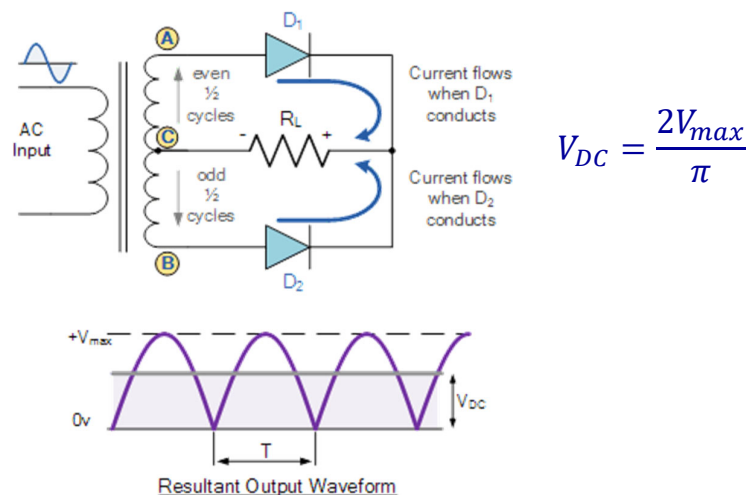 A
D1
even
½
cycles
Current flows
when D1
conducts
AC
Input
C
- RL +
VDC = 2Vmax / π
odd
½
cycles
Current flows
when D2
conducts
B
D2
+Vmax
VDC
0v
T
Resultant Output Waveform